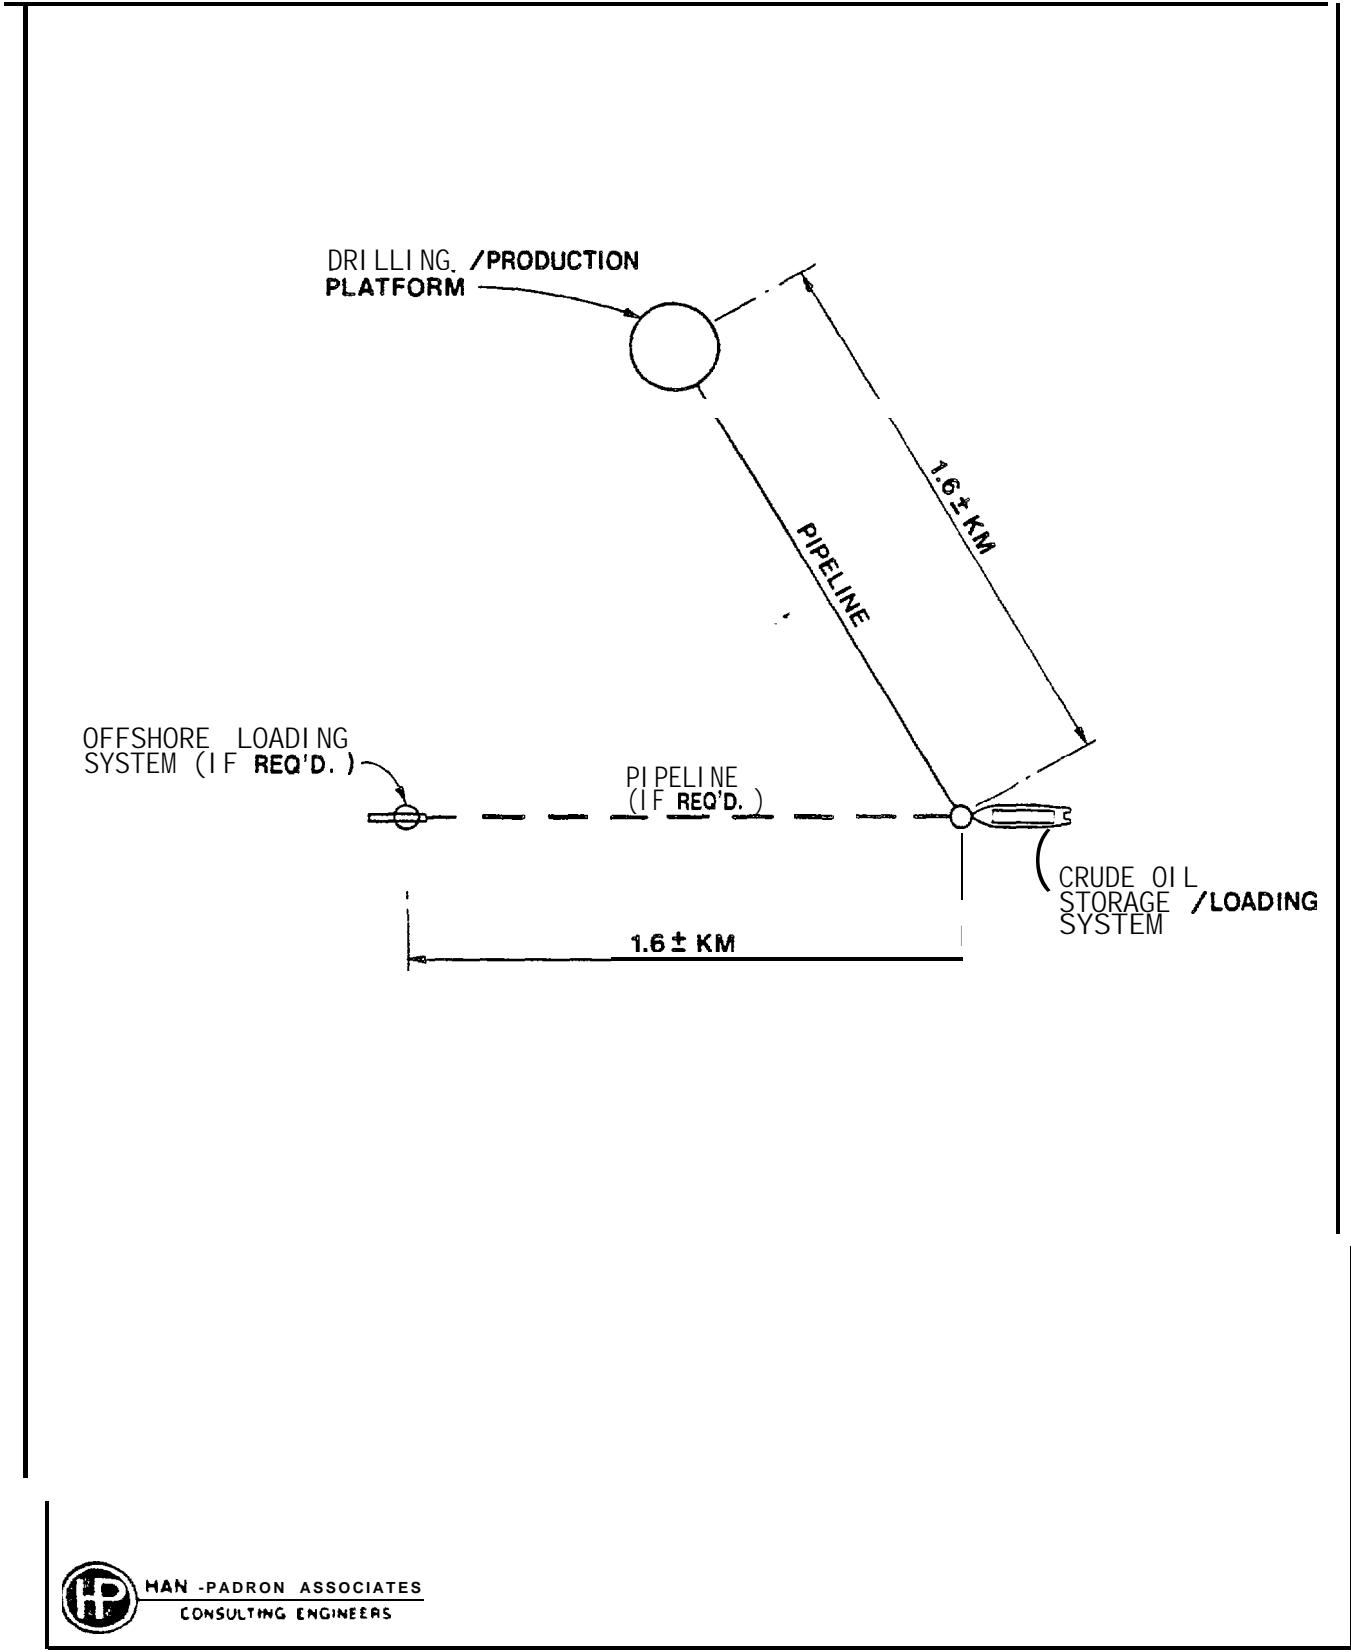 DRILLING. /PRODUCTION
PLATFORM
1.6 ± KM
PIPELINE
OFFSHORE LOADING
SYSTEM (IF REQ'D. )
PIPELINE
(IF REQ'D. )
CRUDE OIL
STORAGE /LOADING
SYSTEM
1.6 ± KM
HP
HAN -PADRON ASSOCIATES
CONSULTING ENGINEERS